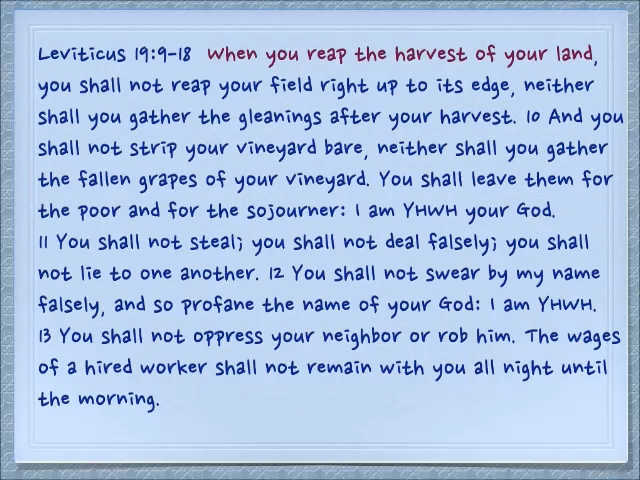 Leviticus 19:9-18 When you reap the harvest of your land,
you shall not reap your field right up to its edge, neither
shall you gather the gleanings after your harvest. 10 And you
shall not strip your vineyard bare, neither shall you gather
the fallen grapes of your vineyard. You shall leave them for
the poor and for the sojourner: I am YHWH your God.
11 You shall not steal; you shall not deal falsely; you shall
not lie to one another. 12 You shall not swear by my name
falsely, and so profane the name of your God: I am YHWH.
13 You shall not oppress your neighbor or rob him. The wages
of a hired worker shall not remain with you all night until
the morning.